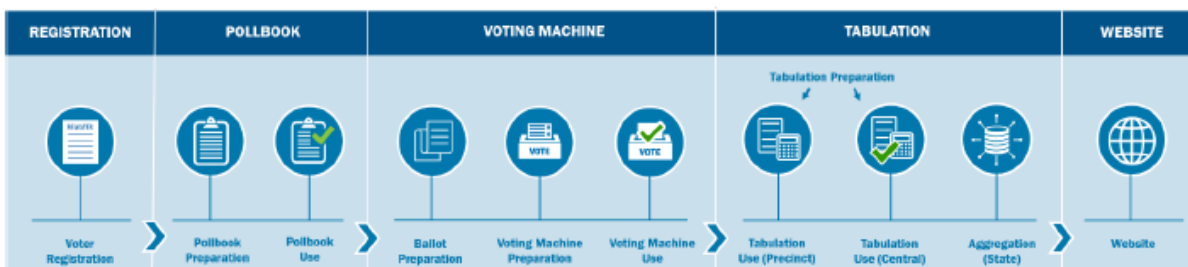 REGISTRATION
POLLBOOK
VOTING MACHINE
TABULATION
WEBSITE
Tabulation Preparation
REGISTER
VOTE
VOTE
Voter
Registration
Pollbook
Preparation
Pollbook
Use
Ballot
Preparation
Voting Machine
Preparation
Voting Machine
Use
Tabulation
Use (Precinct)
Tabulation
Use (Central)
Aggregation
(State)
Website